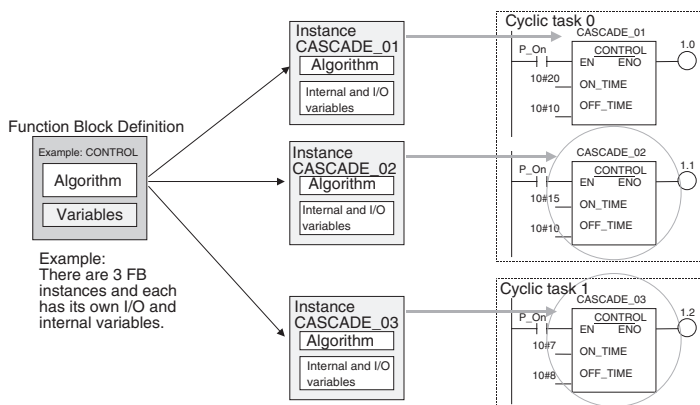 Function Block Definition
Example: CONTROL
Algorithm
Variables
Example:
There are 3 FB
instances and each
has its own I/O and
internal variables.
Instance
CASCADE_01
Algorithm
Internal and I/O
variables
Instance
CASCADE_02
Algorithm
Internal and I/O
variables
Instance
CASCADE_03
Algorithm
Internal and I/O
variables
Cyclic task 0
CASCADE_01
P_On
CONTROL
1.0
EN ENO
10#20
ON_TIME
10#10
OFF_TIME
CASCADE_02
P_On
CONTROL
1.1
EN ENO
10#15
ON_TIME
10#10
OFF_TIME
Cyclic task 1
CASCADE_03
P_On
CONTROL
1.2
EN ENO
10#7
ON_TIME
10#8
OFF_TIME